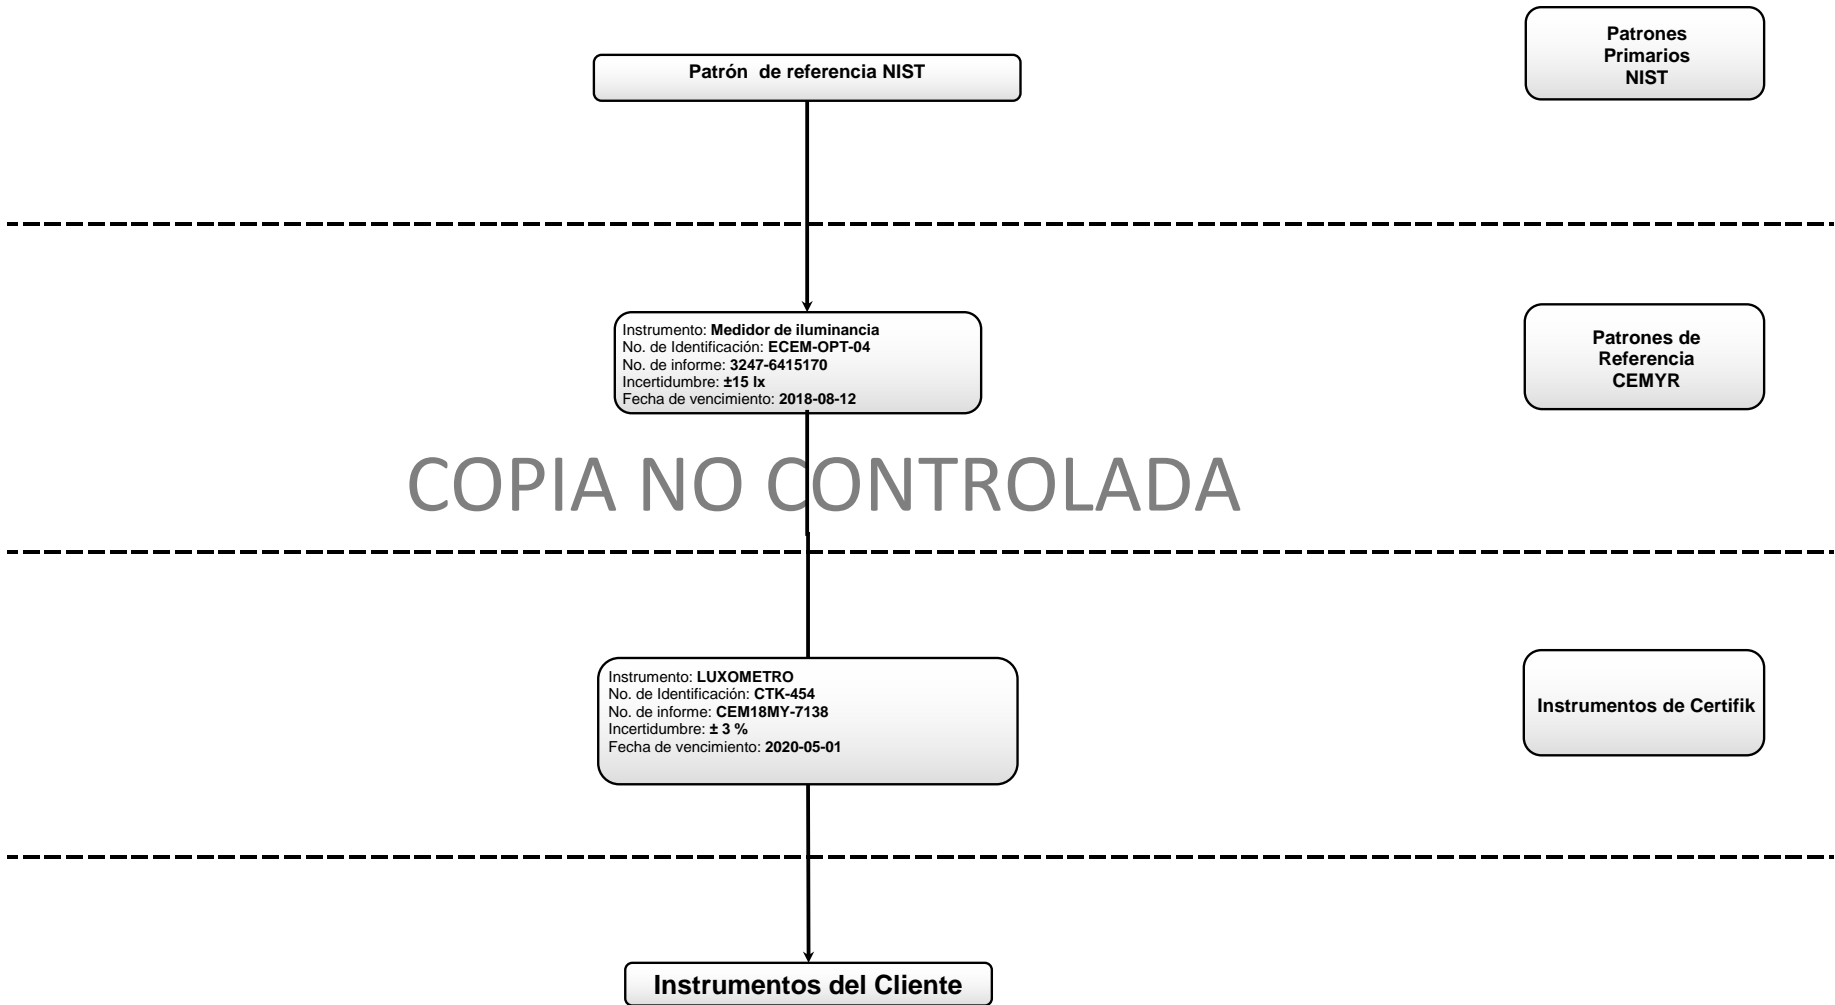 Patrón de referencia NIST
Patrones
Primarios
NIST
Instrumento: Medidor de iluminancia
No. de Identificación: ECEM-OPT-04
No. de informe: 3247-6415170
Incertidumbre: ±15 lx
Fecha de vencimiento: 2018-08-12
Patrones de
Referencia
CEMYR
COPIA NO CONTROLADA
Instrumento: LUXOMETRO
No. de Identificación: CTK-454
No. de informe: CEM18MY-7138
Incertidumbre: ± 3 %
Fecha de vencimiento: 2020-05-01
Instrumentos de Certifik
Instrumentos del Cliente